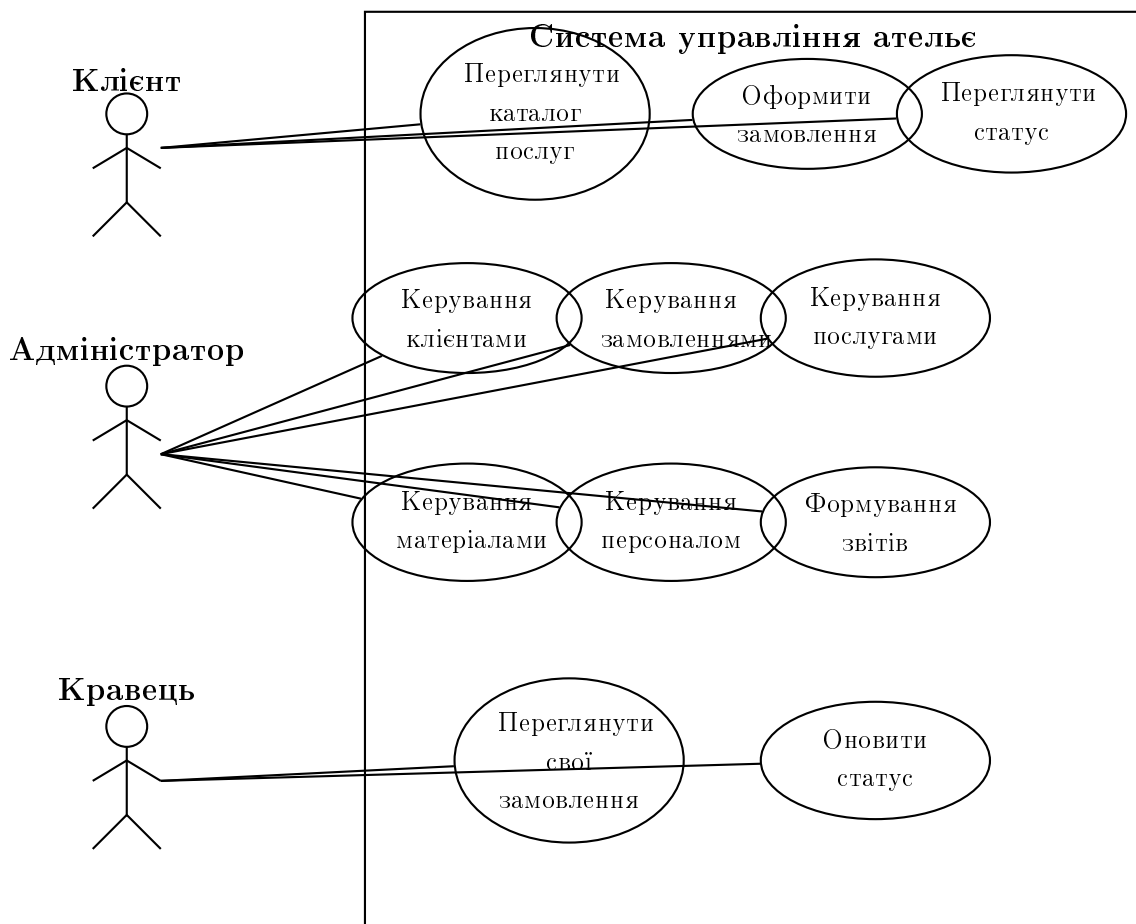 Система управління ательє
Клієнт
Переглянути
каталог
послуг
Оформити
замовлення
Переглянути
статус
Адміністратор
Керування
клієнтами
Керування
замовленнями
Керування
послугами
Керування
матеріалами
Керування
персоналом
Формування
звітів
Кравець
Переглянути
свої
замовлення
Оновити
статус